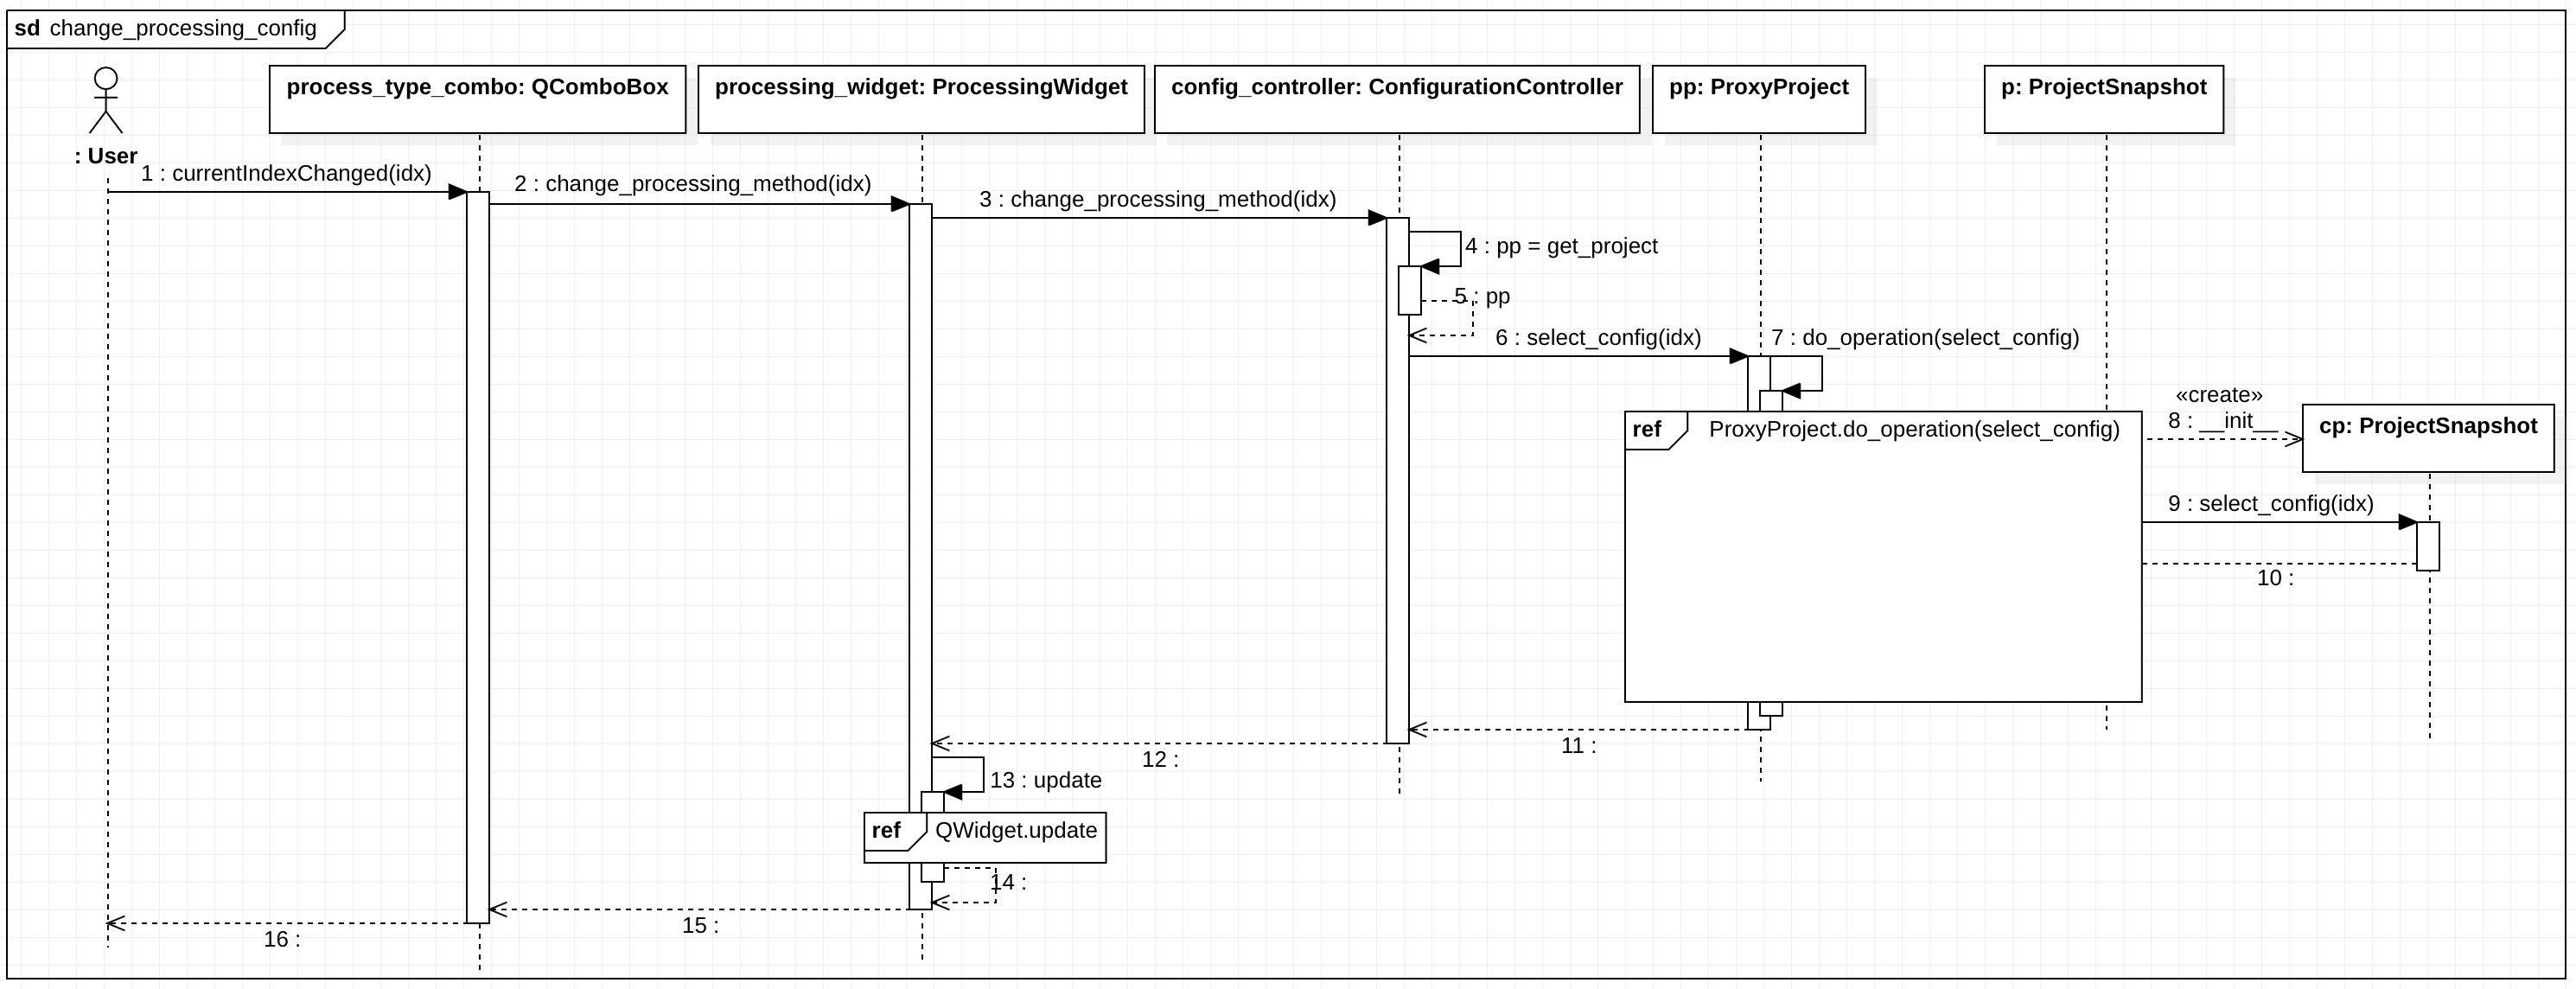 sd change_processing_config
: User
process_type_combo: QComboBox
processing_widget: ProcessingWidget
config_controller: ConfigurationController
pp: ProxyProject
p: ProjectSnapshot
1 : currentIndexChanged(idx)
2 : change_processing_method(idx)
3 : change_processing_method(idx)
4 : pp = get_project
5 : pp
6 : select_config(idx)
7 : do_operation(select_config)
«create»
8 : __init__
cp: ProjectSnapshot
ref ProxyProject.do_operation(select_config)
9 : select_config(idx)
10 :
11 :
12 :
13 : update
ref QWidget.update
14 :
15 :
16 :